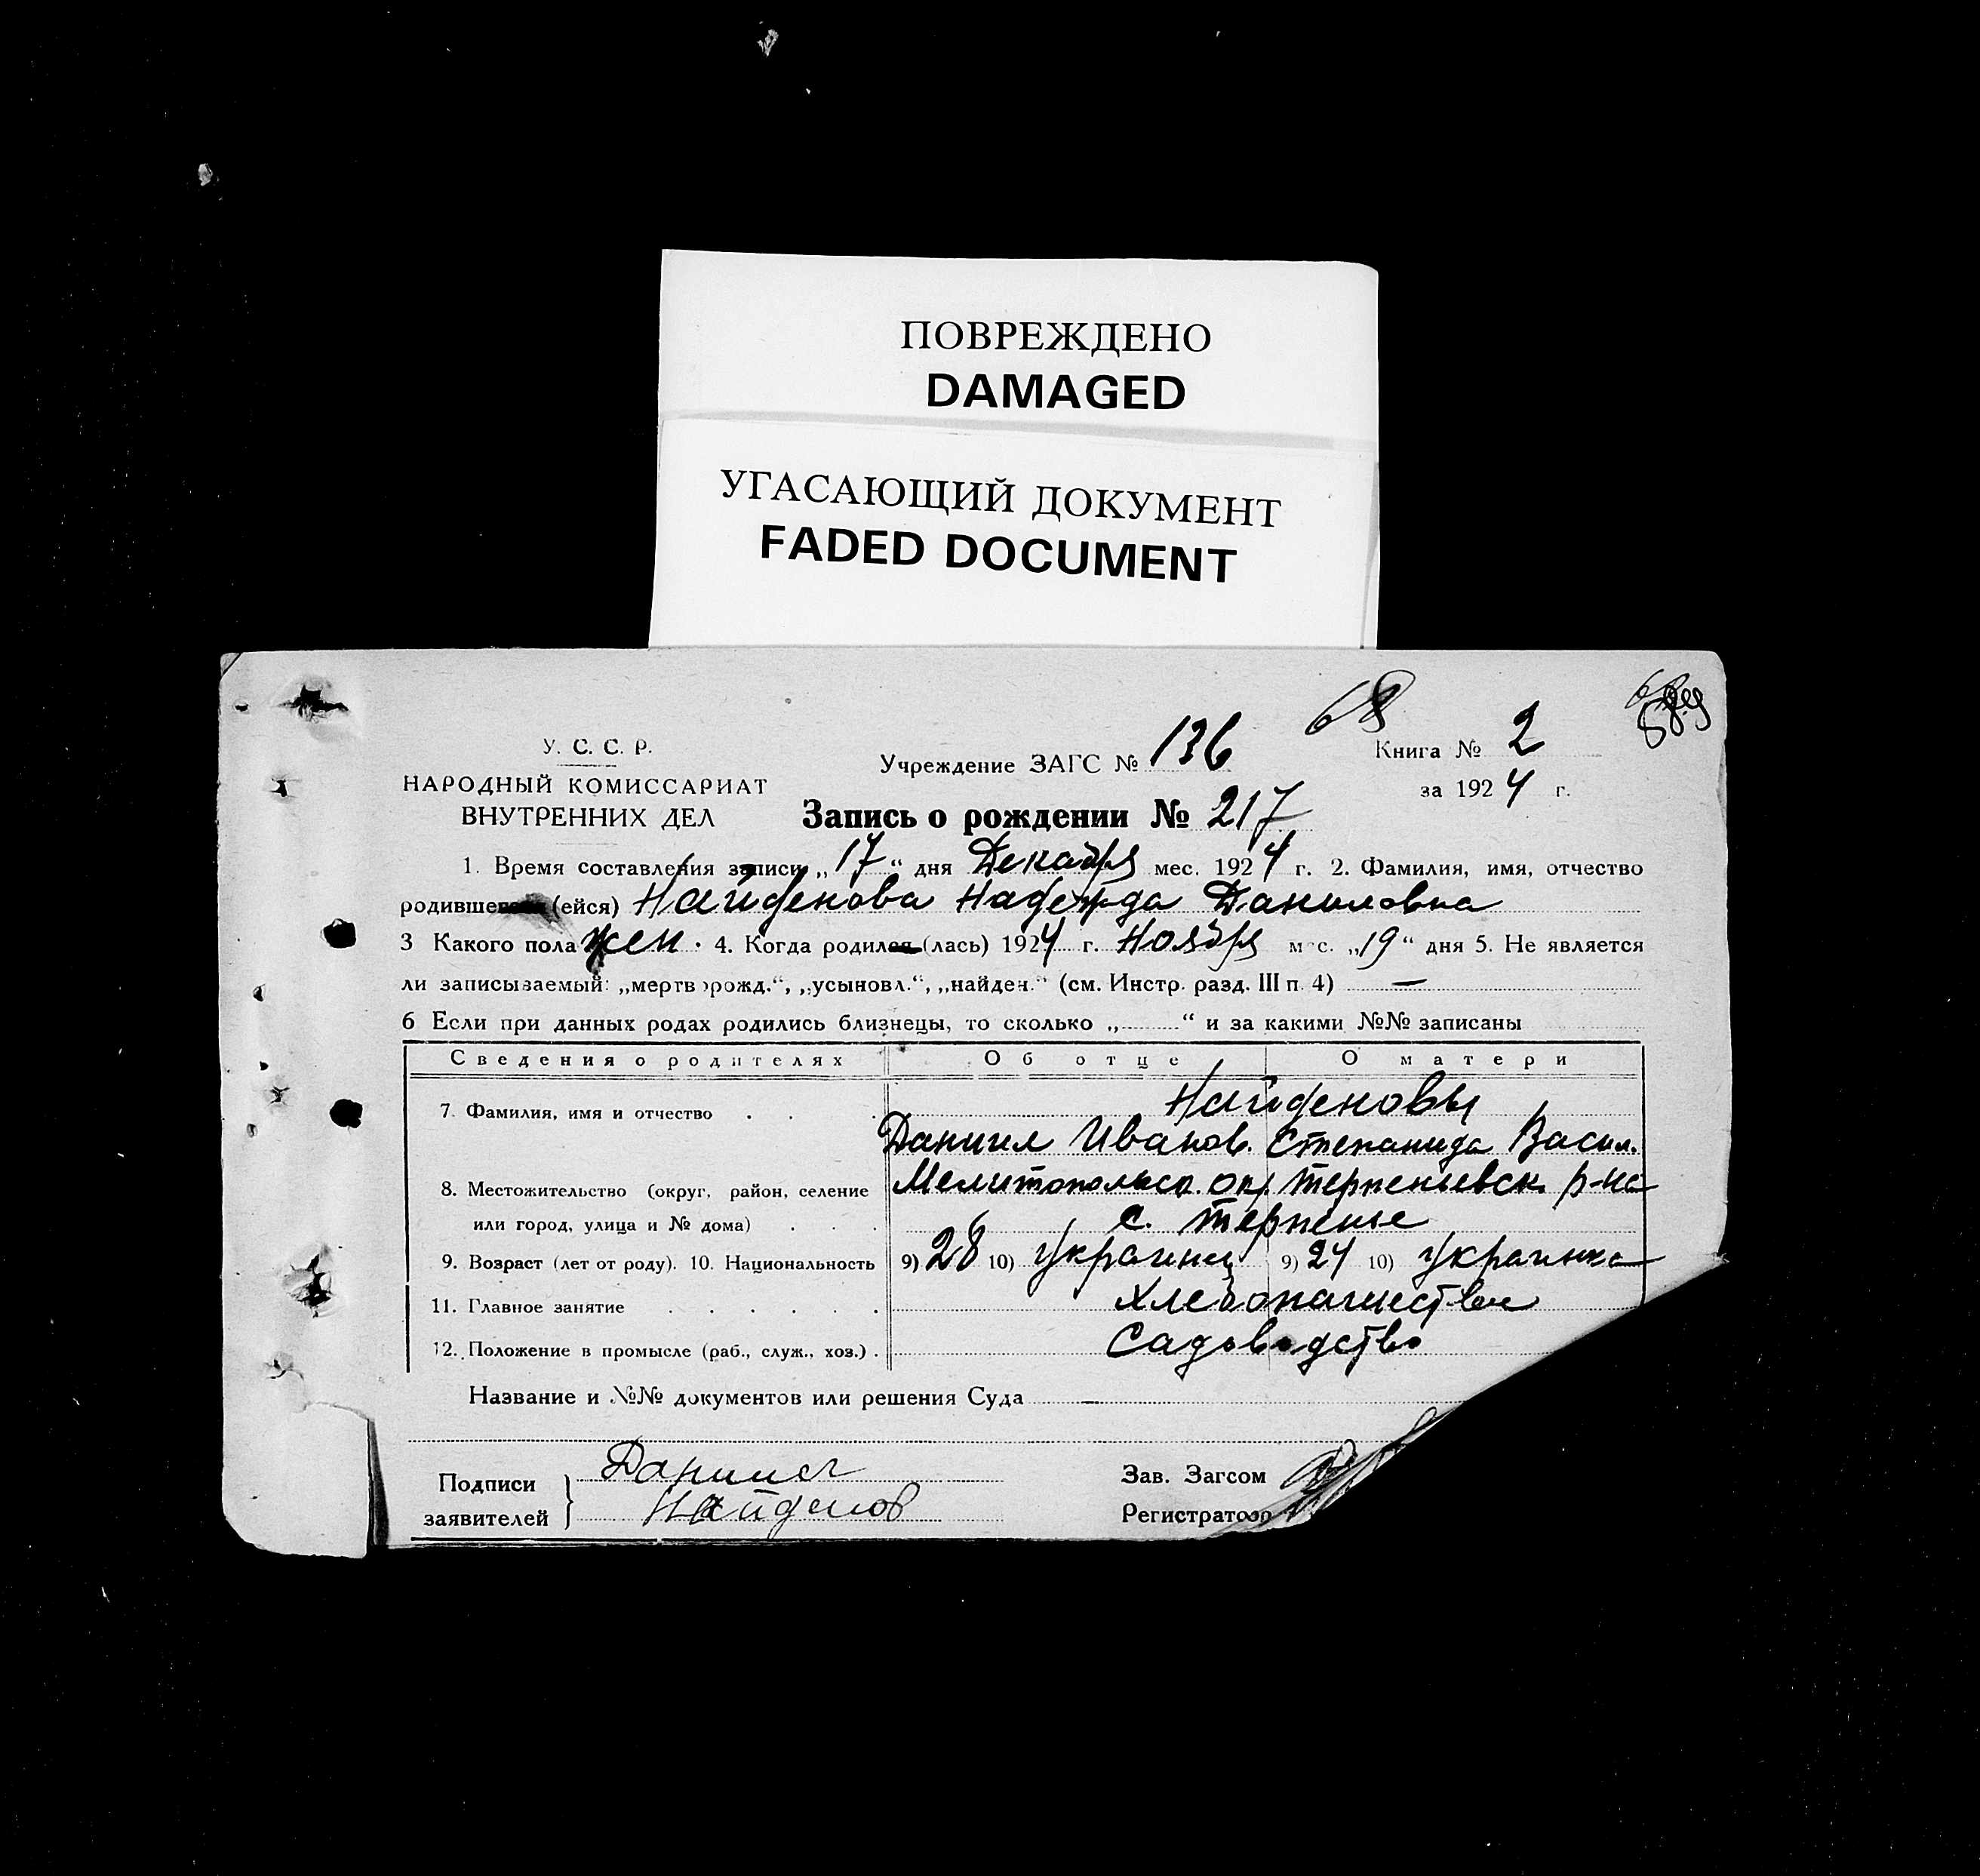 ПОВРЕЖДЕНО
DAMAGED
УГАСАЮЩИЙ ДОКУМЕНТ
FADED DOCUMENT
68
У. С. С. Р.
НАРОДНЫЙ КОМИССАРИАТ
ВНУТРЕННИХ ДЕЛ
Учреждение ЗАГС № 136
Книга № 2
за 1924 г.
Запись о рождении № 217
1. Время составления записи „17“ дня Декабря мес. 1924 г. 2. Фамилия, имя, отчество
родившегося (ейся) Найденова Надежда Даниловна
3 Какого пола жен. 4. Когда родился (лась) 1924 г. Ноября мес. „19“ дня 5. Не является
ли записываемый: „мертворожд.“, „усыновл.“, „найден.“ (см. Инстр. разд. III п. 4) —
6 Если при данных родах родились близнецы, то сколько „ “ и за какими №№ записаны
Сведения о родителях Об отце О матери
7. Фамилия, имя и отчество Найденовы
Даниил Иванов. Степанида Васил.
8. Местожительство (округ, район, селение Мелитопольск. окр. Терпеньевск. р-на
или город, улица и № дома) с. Терпенье
9. Возраст (лет от роду). 10. Национальность 9) 28 10) украинец 9) 24 10) украинка
11. Главное занятие Хлебопашество
12. Положение в промысле (раб., служ., хоз.) Садоводство
Название и №№ документов или решения Суда —
Подписи
заявителей
Даниил
Найденов
Зав. Загсом
Регистратор